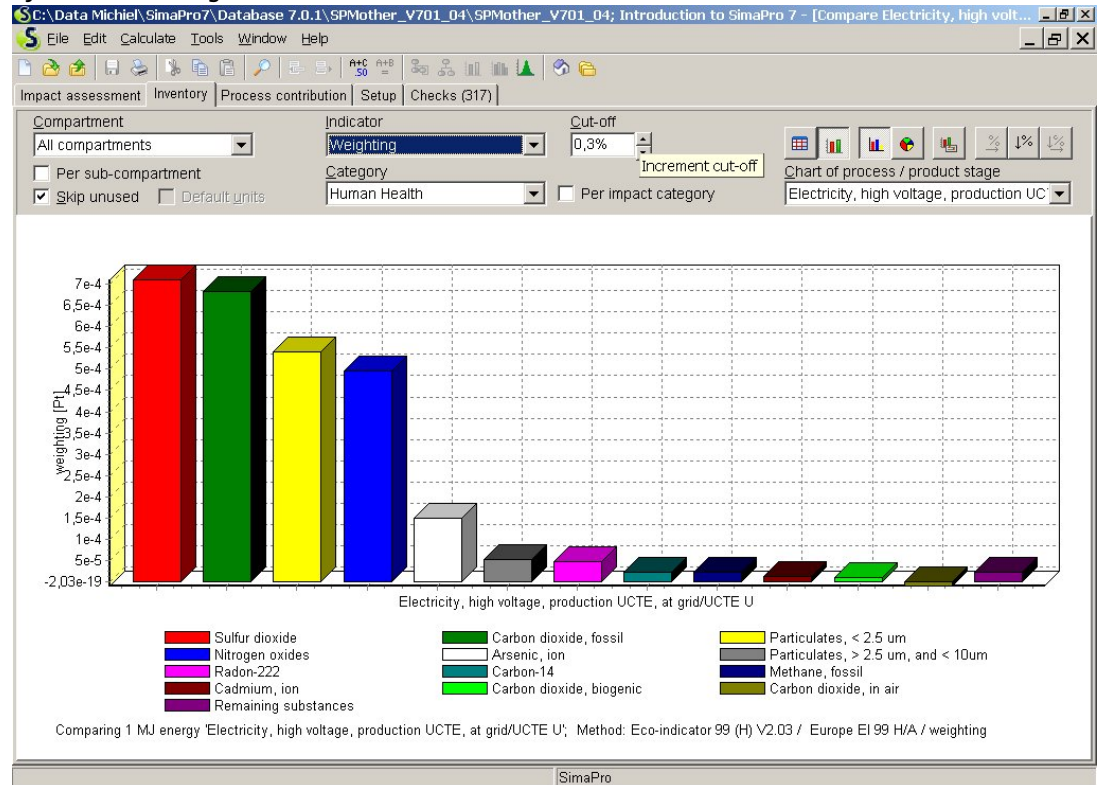 C:\Data Michiel\SimaPro7\Database 7.0.1\SPMother_V701_04\SPMother_V701_04; Introduction to SimaPro 7 - [Compare Electricity, high volt...
File Edit Calculate Tools Window Help
A+C .50 A+B =
Impact assessment Inventory Process contribution Setup Checks (317)
Compartment Indicator Cut-off
All compartments Weighting 0,3%
Increment cut-off
Per sub-compartment Category Chart of process / product stage
Skip unused Default units Human Health Per impact category Electricity, high voltage, production UC
% 1% 1%
weighting [Pt]
7e-4
6,5e-4
6e-4
5,5e-4
5e-4
4,5e-4
4e-4
3,5e-4
3e-4
2,5e-4
2e-4
1,5e-4
1e-4
5e-5
-2,03e-19
Electricity, high voltage, production UCTE, at grid/UCTE U
Sulfur dioxide Carbon dioxide, fossil Particulates, < 2.5 um
Nitrogen oxides Arsenic, ion Particulates, > 2.5 um, and < 10um
Radon-222 Carbon-14 Methane, fossil
Cadmium, ion Carbon dioxide, biogenic Carbon dioxide, in air
Remaining substances
Comparing 1 MJ energy 'Electricity, high voltage, production UCTE, at grid/UCTE U'; Method: Eco-indicator 99 (H) V2.03 / Europe EI 99 H/A / weighting
SimaPro